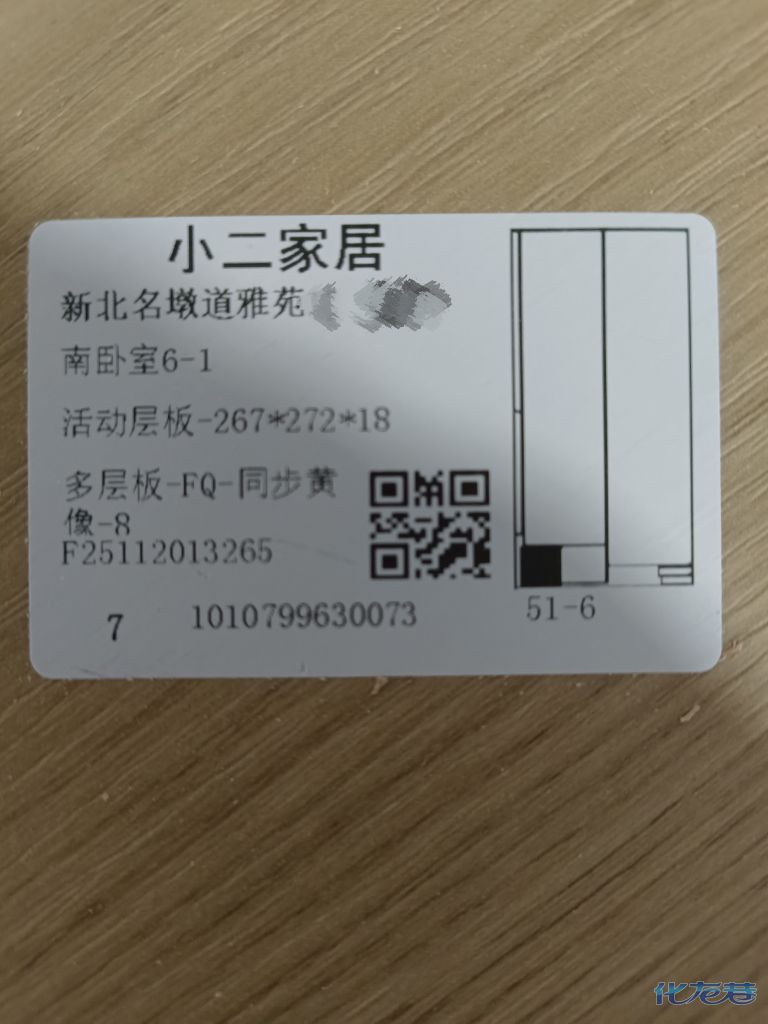 小二家居
新北名墩道雅苑
南卧室6-1
活动层板-267*272*18
多层板-FQ-同步黄
像-8
F25112013265
7 1010799630073
51-6
化龙巷